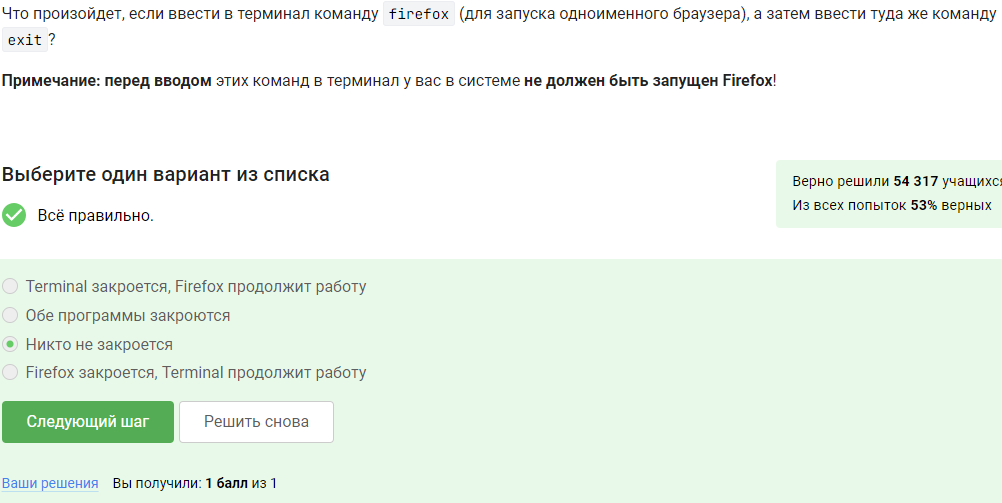 Что произойдет, если ввести в терминал команду firefox (для запуска одноименного браузера), а затем ввести туда же команду
exit ?
Примечание: перед вводом этих команд в терминал у вас в системе не должен быть запущен Firefox!
Выберите один вариант из списка
Всё правильно.
Верно решили 54 317 учащихся
Из всех попыток 53% верных
Terminal закроется, Firefox продолжит работу
Обе программы закроются
Никто не закроется
Firefox закроется, Terminal продолжит работу
Следующий шаг
Решить снова
Ваши решения Вы получили: 1 балл из 1